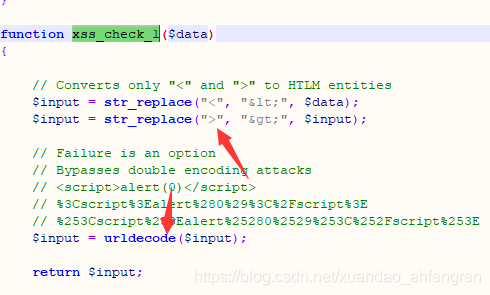 }
function xss_check_1($data)
{
// Converts only "<" and ">" to HTLM entities
$input = str_replace("<", "&lt;", $data);
$input = str_replace(">", "&gt;", $input);
// Failure is an option
// Bypasses double encoding attacks
// <script>alert(0)</script>
// %3Cscript%3Ealert%280%29%3C%2Fscript%3E
// %253Cscript%253Ealert%25280%2529%253C%252Fscript%253E
$input = urldecode($input);
return $input;
https://blog.csdn.net/xuandao_ahfengren